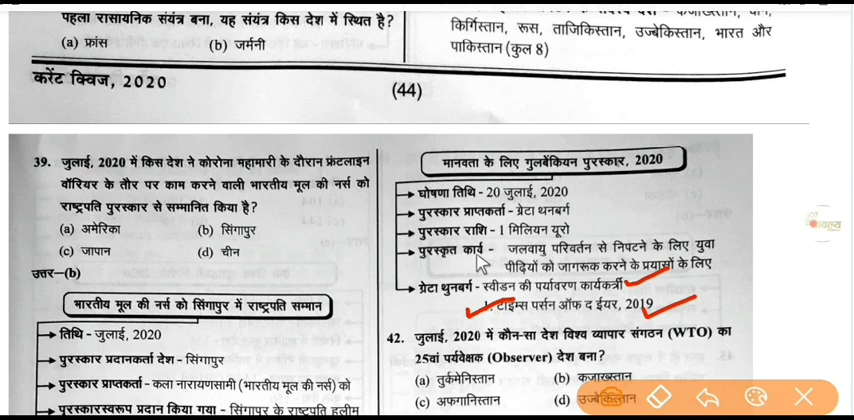 पहला रासायनिक संयंत्र बना, यह संयंत्र किस देश में स्थित है?
(a) फ्रांस (b) जर्मनी
किर्गिस्तान, रूस, ताजिकिस्तान, उज्बेकिस्तान, भारत और
पाकिस्तान (कुल 8)
करेंट क्विज, 2020
(44)
39. जुलाई, 2020 में किस देश ने कोरोना महामारी के दौरान फ्रंटलाइन
वॉरियर के तौर पर काम करने वाली भारतीय मूल की नर्स को
राष्ट्रपति पुरस्कार से सम्मानित किया है?
(a) अमेरिका (b) सिंगापुर
(c) जापान (d) चीन
उत्तर–(b)
भारतीय मूल की नर्स को सिंगापुर में राष्ट्रपति सम्मान
तिथि - जुलाई, 2020
पुरस्कार प्रदानकर्ता देश - सिंगापुर
पुरस्कार प्राप्तकर्ता - कला नारायणसामी (भारतीय मूल की नर्स) को
पुरस्कारस्वरूप प्रदान किया गया - सिंगापुर के राष्ट्रपति हलीम
मानवता के लिए गुलबेंकियन पुरस्कार, 2020
घोषणा तिथि - 20 जुलाई, 2020
पुरस्कार प्राप्तकर्ता - ग्रेटा थनबर्ग
पुरस्कार राशि - 1 मिलियन यूरो
पुरस्कृत कार्य - जलवायु परिवर्तन से निपटने के लिए युवा
पीढ़ियों को जागरूक करने के प्रयासों के लिए
ग्रेटा थुनबर्ग - स्वीडन की पर्यावरण कार्यकर्त्री
टाइम्स पर्सन ऑफ द ईयर, 2019
42. जुलाई, 2020 में कौन-सा देश विश्व व्यापार संगठन (WTO) का
25वां पर्यवेक्षक (Observer) देश बना?
(a) तुर्कमेनिस्तान (b) कजाख्स्तान
(c) अफगानिस्तान (d) उज्बेकिस्तान